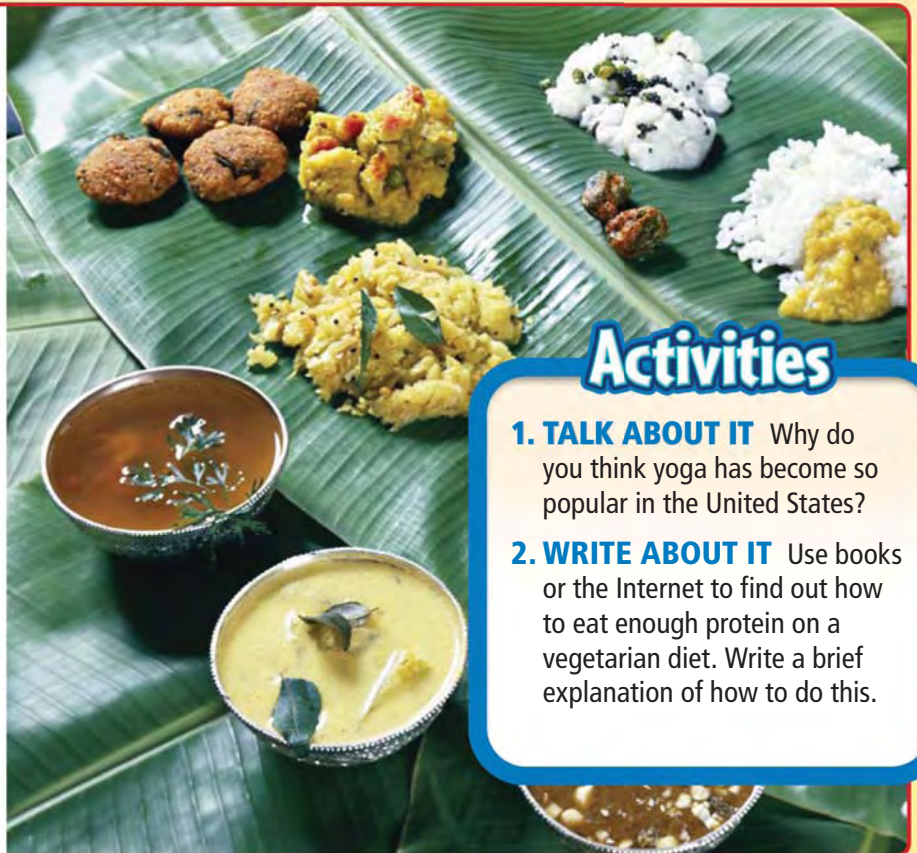 Activities
1. TALK ABOUT IT Why do
you think yoga has become so
popular in the United States?
2. WRITE ABOUT IT Use books
or the Internet to find out how
to eat enough protein on a
vegetarian diet. Write a brief
explanation of how to do this.